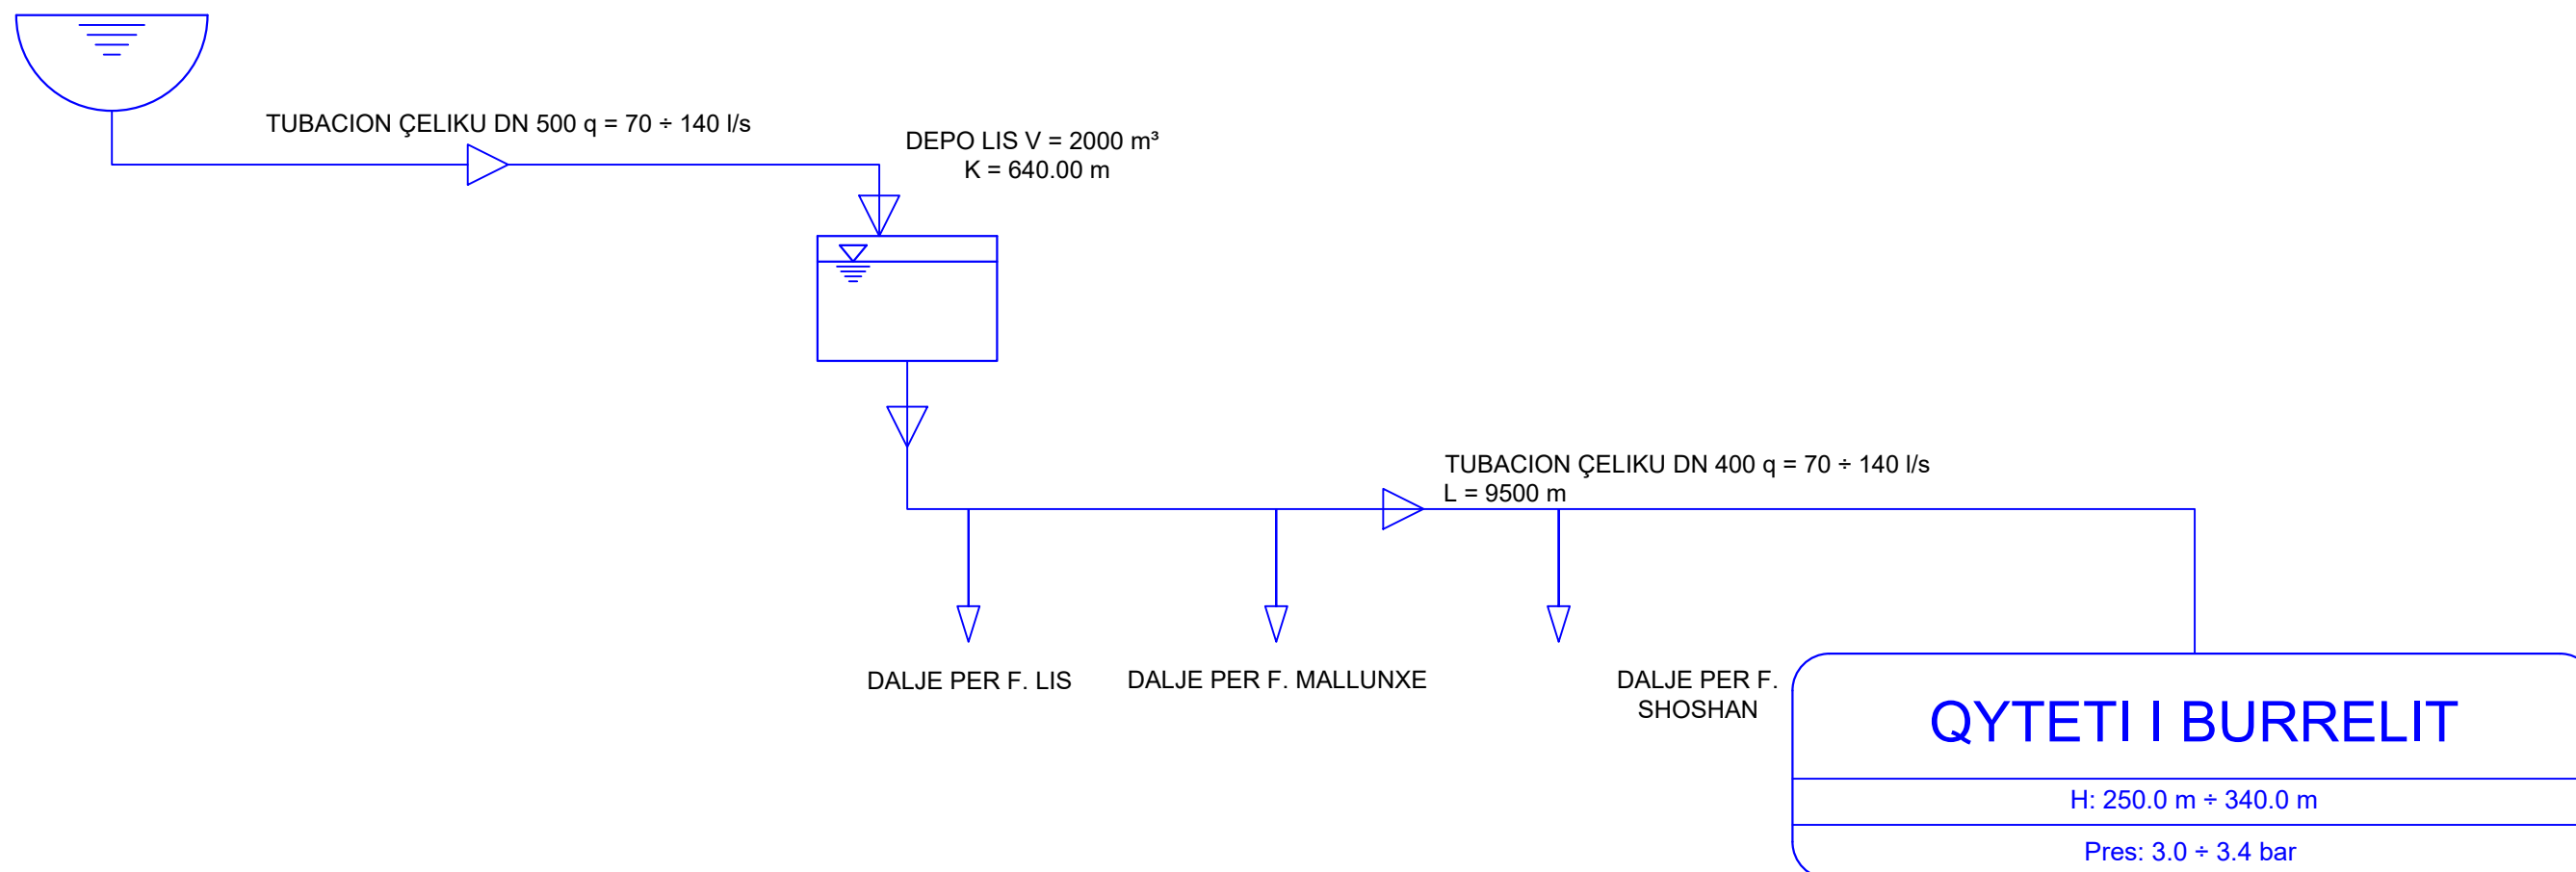 TUBACION ÇELIKU DN 500 q = 70 ÷ 140 l/s
DEPO LIS V = 2000 m³
K = 640.00 m
TUBACION ÇELIKU DN 400 q = 70 ÷ 140 l/s
L = 9500 m
DALJE PER F. LIS
DALJE PER F. MALLUNXE
DALJE PER F.
SHOSHAN
QYTETI I BURRELIT
H: 250.0 m ÷ 340.0 m
Pres: 3.0 ÷ 3.4 bar